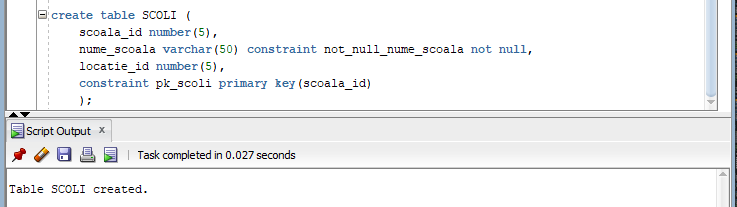 create table SCOLI (
scoala_id number(5),
nume_scoala varchar(50) constraint not_null_nume_scoala not null,
locatie_id number(5),
constraint pk_scoli primary key(scoala_id)
);
Script Output x
Task completed in 0.027 seconds
Table SCOLI created.